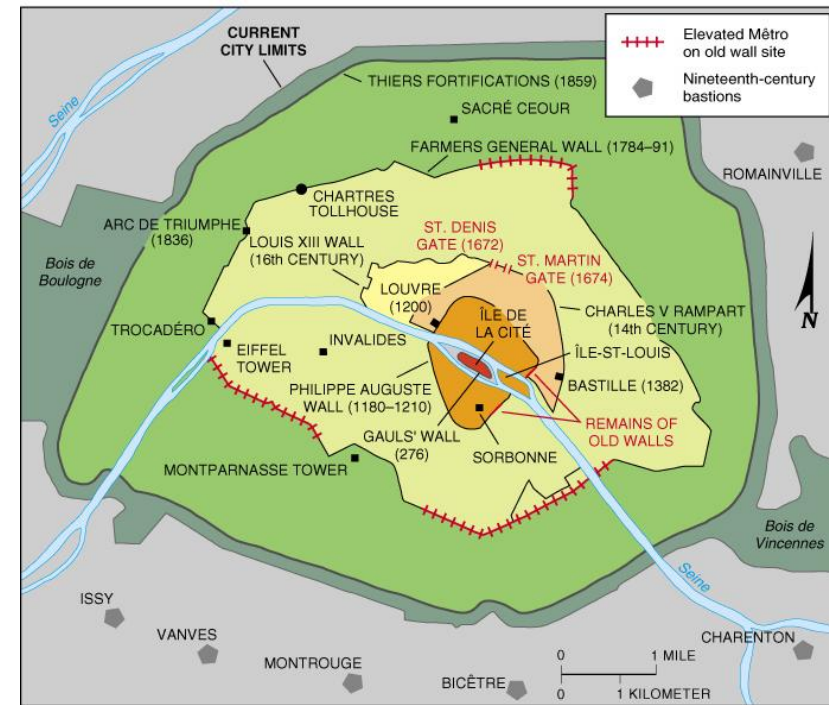 CURRENT
CITY LIMITS
Elevated Mêtro
on old wall site
Nineteenth-century
bastions
Seine
THIERS FORTIFICATIONS (1859)
SACRÉ CEOUR
FARMERS GENERAL WALL (1784–91)
ROMAINVILLE
CHARTRES
TOLLHOUSE
ARC DE TRIUMPHE
(1836)
LOUIS XIII WALL
(16th CENTURY)
ST. DENIS
GATE (1672)
ST. MARTIN
GATE (1674)
Bois de
Boulogne
LOUVRE
(1200)
ÎLE DE
LA CITÉ
CHARLES V RAMPART
(14th CENTURY)
N
TROCADÉRO
EIFFEL
TOWER
INVALIDES
ÎLE-ST-LOUIS
BASTILLE (1382)
PHILIPPE AUGUSTE
WALL (1180–1210)
GAULS' WALL
(276)
SORBONNE
REMAINS OF
OLD WALLS
MONTPARNASSE TOWER
Bois de
Vincennes
Seine
ISSY
VANVES
MONTROUGE
BICÊTRE
CHARENTON
0 1 MILE
0 1 KILOMETER